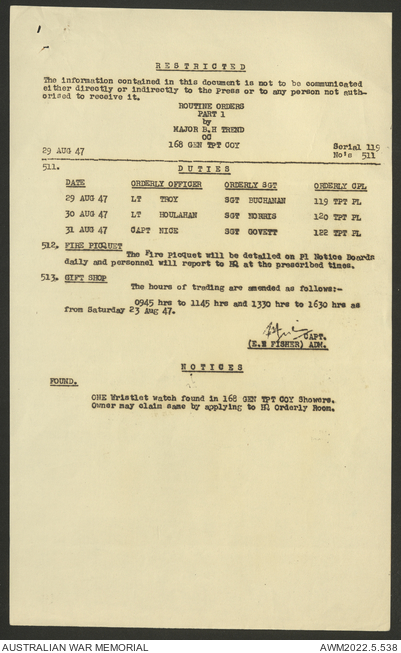 1
RESTRICTED
The information contained in this document is not to be communicated
either directly or indirectly to the Press or to any person not auth-
orised to receive it.
ROUTINE ORDERS
PART 1
by
MAJOR B.H TREND
OC
168 GEN TPT COY
29 AUG 47
Serial 119
No's 511
511. DUTIES
DATE ORDERLY OFFICER ORDERLY SGT ORDERLY CPL
29 AUG 47 LT TROY SGT BUCHANAN 119 TPT PL
30 AUG 47 LT HOULAHAN SGT NORRIS 120 TPT PL
31 AUG 47 CAPT NICE SGT GOVETT 122 TPT PL
512. FIRE PICQUET
The Fire Picquet will be detailed on Pl Notice Boards
daily and personnel will report to HQ at the prescribed times.
513. GIFT SHOP
The hours of trading are amended as follows:-
0945 hrs to 1145 hrs and 1330 hrs to 1630 hrs as
from Saturday 23 Aug 47.
CAPT.
(E.M FISHER) ADM.
NOTICES
FOUND.
ONE Wristlet watch found in 168 GEN TPT COY Showers.
Owner may claim same by applying to HQ Orderly Room.
AUSTRALIAN WAR MEMORIAL
AWM2022.5.538